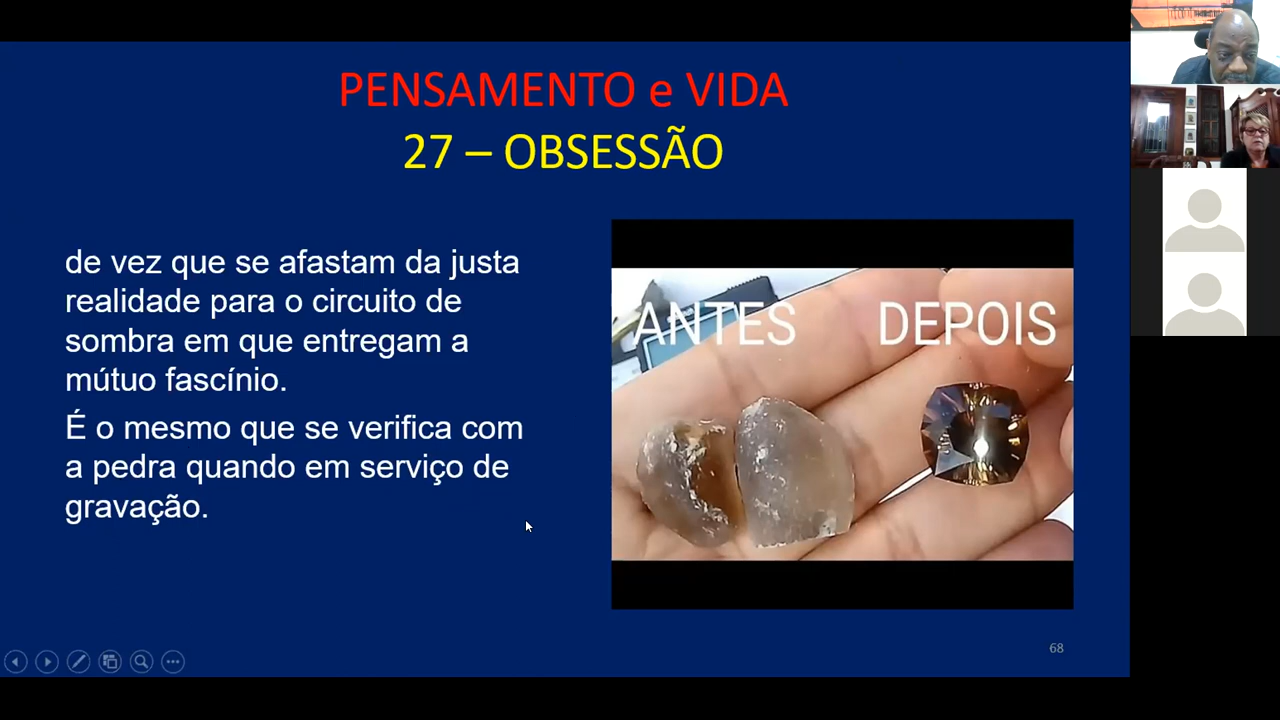 PENSAMENTO e VIDA
27 – OBSESSÃO
de vez que se afastam da justa
realidade para o circuito de
sombra em que entregam a
mútuo fascínio.
É o mesmo que se verifica com
a pedra quando em serviço de
gravação.
ANTES DEPOIS
68